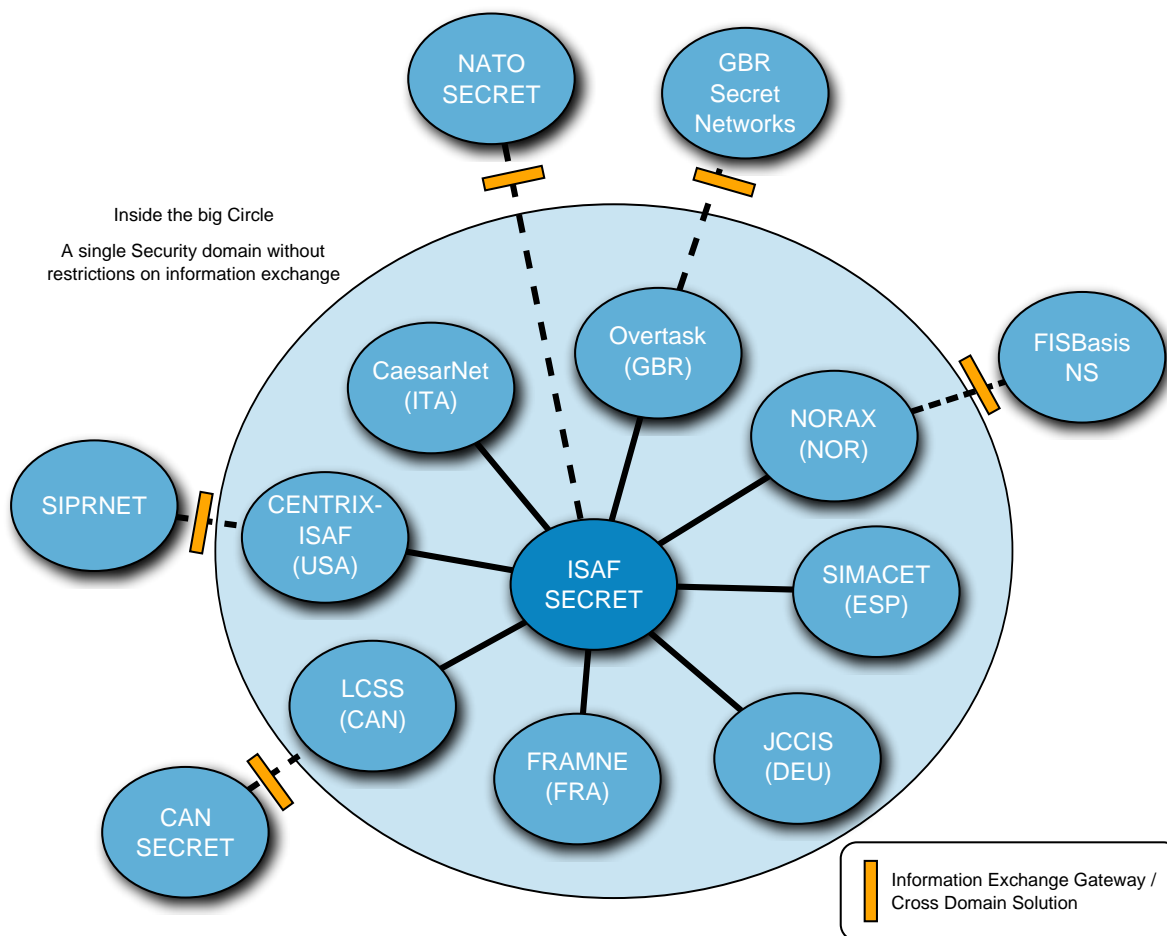 NATO
SECRET
GBR
Secret
Networks
Inside the big Circle
A single Security domain without
restrictions on information exchange
Overtask
(GBR)
FISBasis
NS
CaesarNet
(ITA)
NORAX
(NOR)
SIPRNET
CENTRIX-
ISAF
(USA)
ISAF
SECRET
SIMACET
(ESP)
LCSS
(CAN)
FRAMNE
(FRA)
JCCIS
(DEU)
CAN
SECRET
Information Exchange Gateway /
Cross Domain Solution